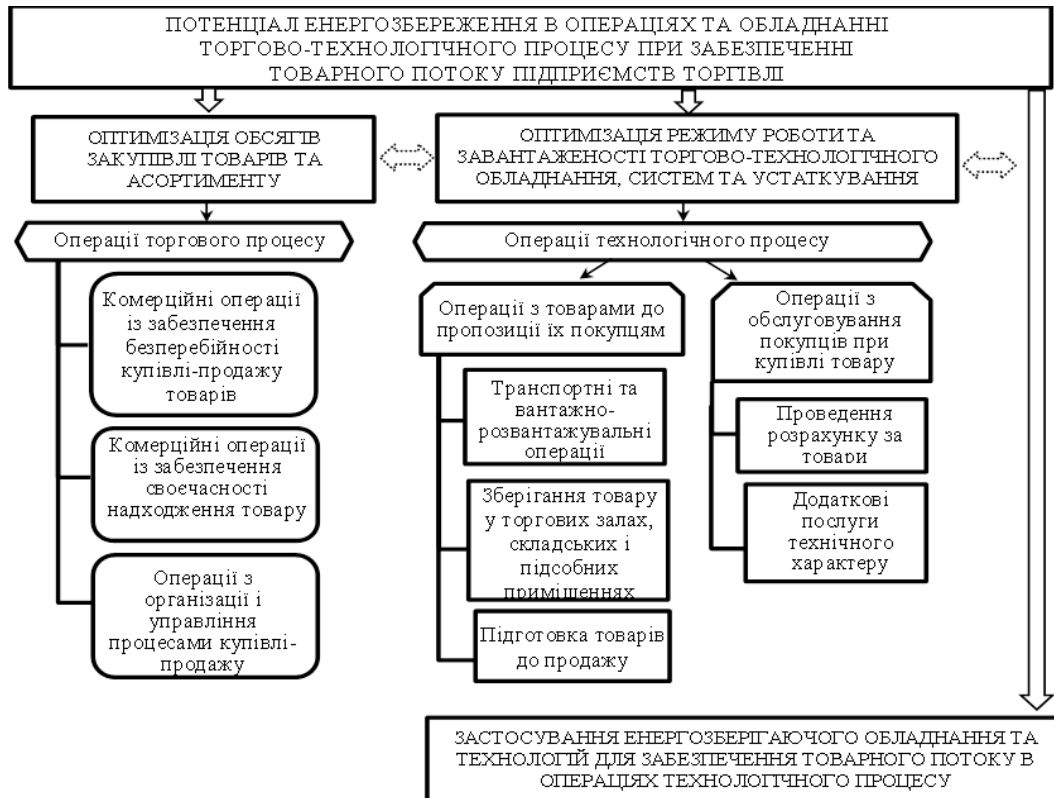 ПОТЕНЦІАЛ ЕНЕРГОЗБЕРЕЖЕННЯ В ОПЕРАЦІЯХ ТА ОБЛАДНАННІ
ТОРГОВО-ТЕХНОЛОГІЧНОГО ПРОЦЕСУ ПРИ ЗАБЕЗПЕЧЕННІ
ТОВАРНОГО ПОТОКУ ПІДПРИЄМСТВ ТОРГІВЛІ
ОПТИМІЗАЦІЯ ОБСЯГІВ
ЗАКУПІВЛІ ТОВАРІВ ТА
АСОРТИМЕНТУ
ОПТИМІЗАЦІЯ РЕЖИМУ РОБОТИ ТА
ЗАВАНТАЖЕНОСТІ ТОРГОВО-ТЕХНОЛОГІЧНОГО
ОБЛАДНАННЯ, СИСТЕМ ТА УСТАТКУВАННЯ
Операції торгового процесу
Комерційні операції
із забезпечення
безперебійності
купівлі-продажу
товарів
Комерційні операції
із забезпечення
своєчасності
надходження товару
Операції з
організації і
управління
процесами купівлі-
продажу
Операції технологічного процесу
Операції з товарами до
пропозиції їх покупцям
Транспортні та
вантажно-
розвантажувальні
операції
Зберігання товару
у торгових залах,
складських і
підсобних
приміщеннях
Підготовка товарів
до продажу
Операції з
обслуговування
покупців при
купівлі товару
Проведення
розрахунку за
товари
Додаткові
послуги
технічного
характеру
ЗАСТОСУВАННЯ ЕНЕРГОЗБЕРІГАЮЧОГО ОБЛАДНАННЯ ТА
ТЕХНОЛОГІЙ ДЛЯ ЗАБЕЗПЕЧЕННЯ ТОВАРНОГО ПОТОКУ В
ОПЕРАЦІЯХ ТЕХНОЛОГІЧНОГО ПРОЦЕСУ